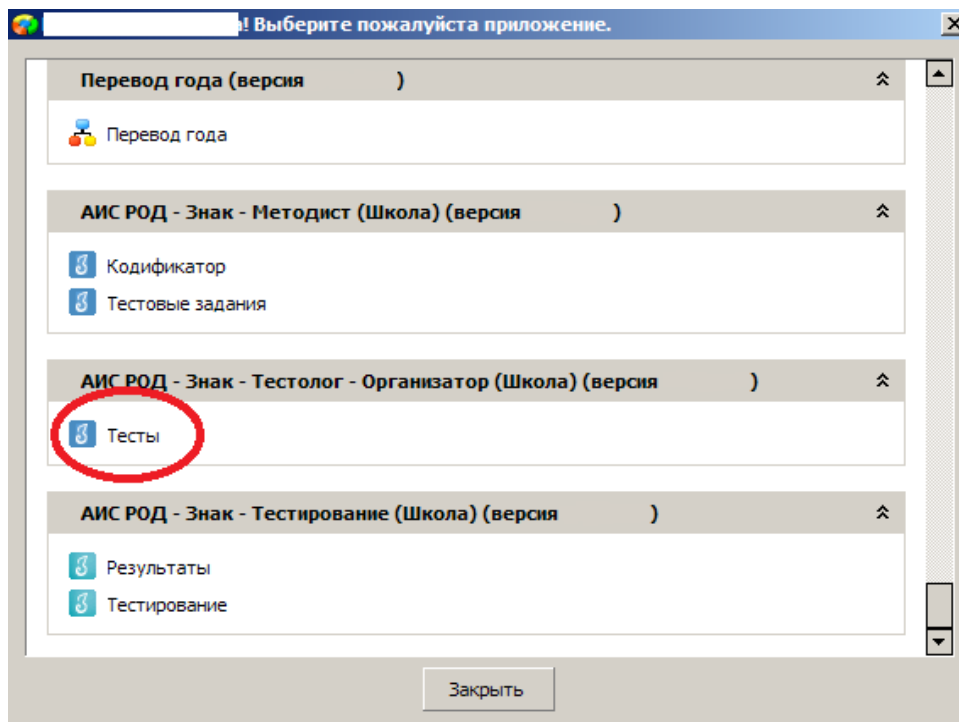 ! Выберите пожалуйста приложение.
Перевод года (версия )
Перевод года
АИС РОД - Знак - Методист (Школа) (версия )
Кодификатор
Тестовые задания
АИС РОД - Знак - Тестолог - Организатор (Школа) (версия )
Тесты
АИС РОД - Знак - Тестирование (Школа) (версия )
Результаты
Тестирование
Закрыть